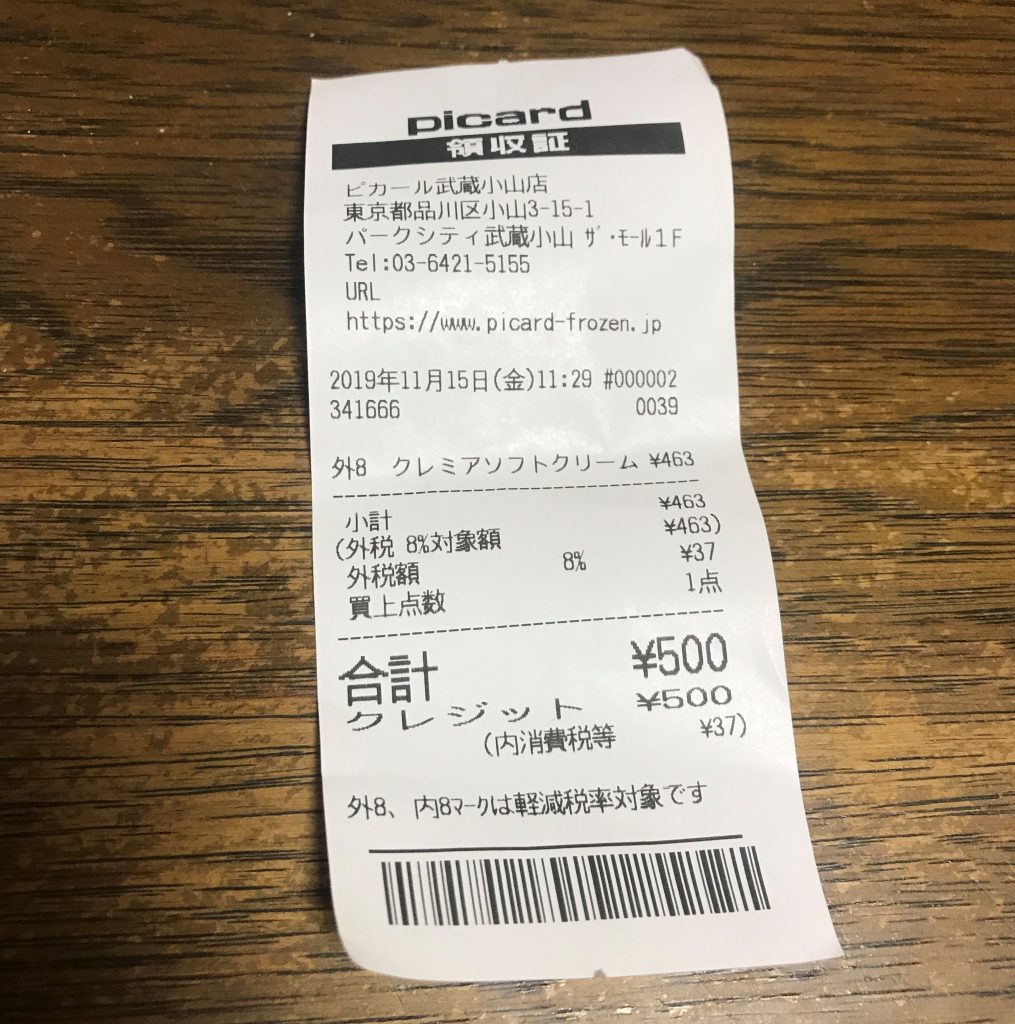 picard
領収証
ピカール武蔵小山店
東京都品川区小山3-15-1
パークシティ武蔵小山 ザ・モール1F
Tel:03-6421-5155
URL
https://www.picard-frozen.jp
2019年11月15日(金)11:29 #000002
341666 0039
外8 クレミアソフトクリーム ¥463
小計 ¥463
(外税 8%対象額 ¥463)
外税額 8% ¥37
買上点数 1点
合計 ¥500
クレジット ¥500
(内消費税等 ¥37)
外8、内8マークは軽減税率対象です